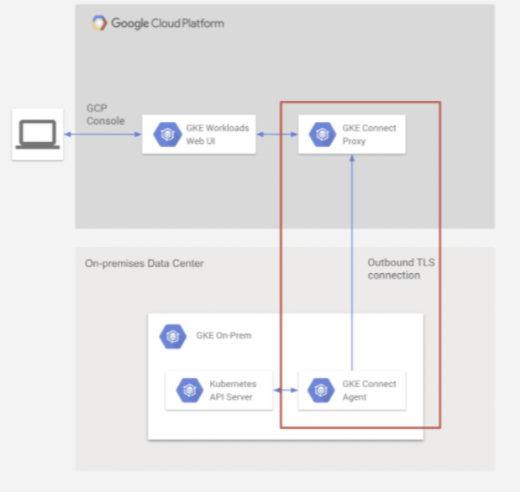 Google Cloud Platform
GCP
Console
GKE Workloads
Web UI
GKE Connect
Proxy
On-premises Data Center
Outbound TLS
connection
GKE On-Prem
Kubernetes
API Server
GKE Connect
Agent